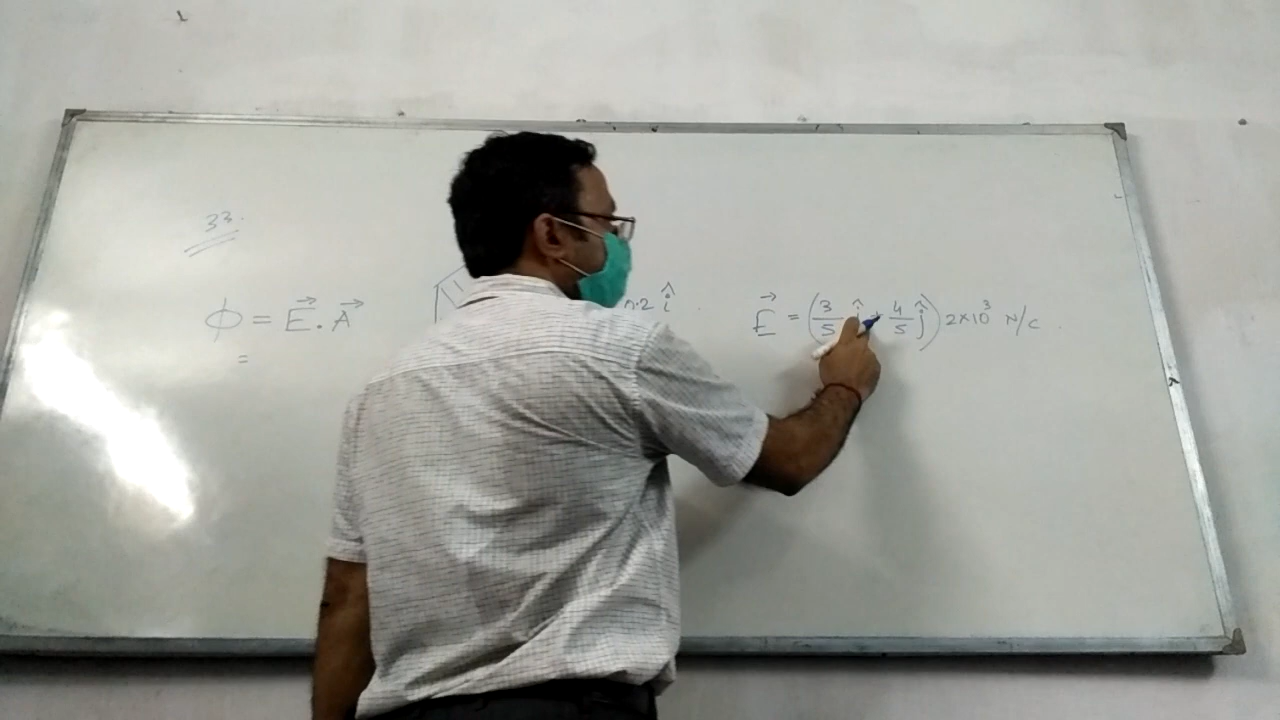 33.
ϕ = E⃗ . A⃗
=
0.2 î .
E⃗ = (3/5 î + 4/5 ĵ) 2×10³ N/C .